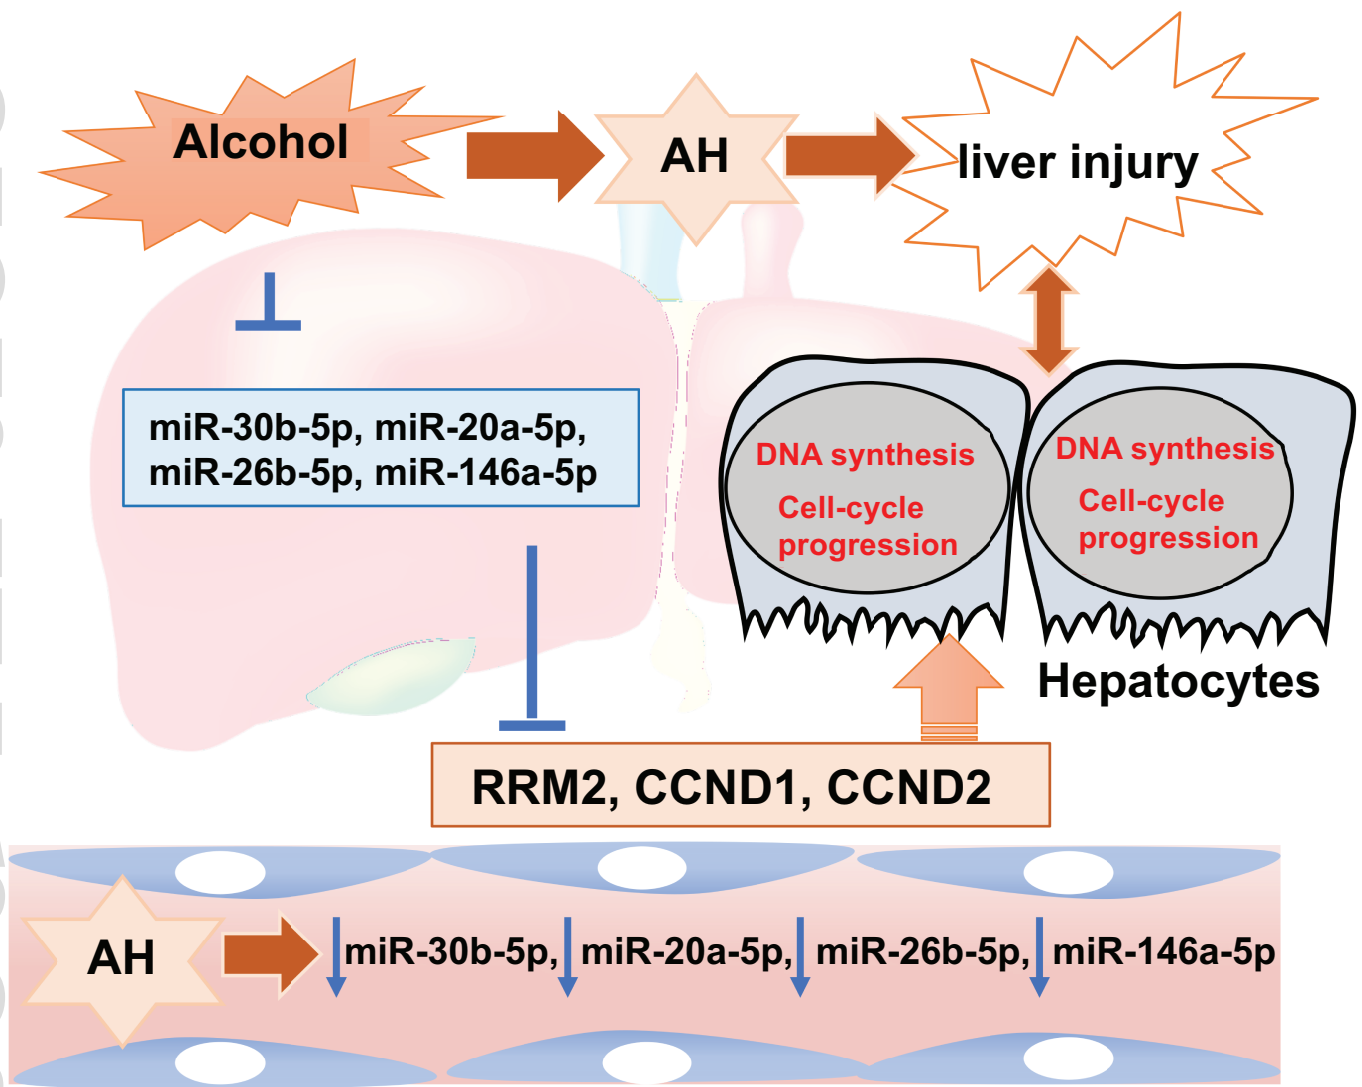 Alcohol
AH
liver injury
miR-30b-5p, miR-20a-5p,
miR-26b-5p, miR-146a-5p
DNA synthesis
Cell-cycle
progression
DNA synthesis
Cell-cycle
progression
Hepatocytes
RRM2, CCND1, CCND2
AH
miR-30b-5p, miR-20a-5p, miR-26b-5p, miR-146a-5p